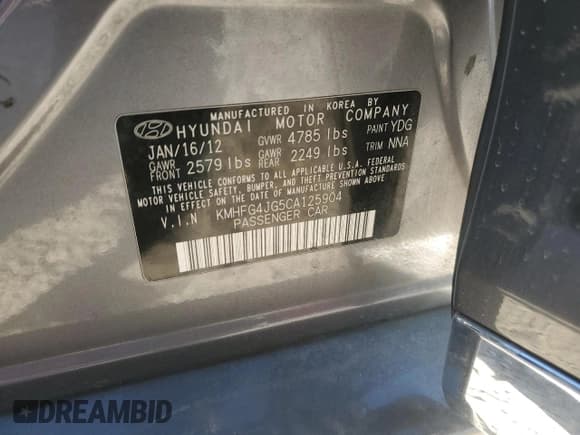 MANUFACTURED IN KOREA BY
HYUNDAI MOTOR COMPANY
JAN/16/12 GVWR 4785 lbs PAINT YDG
GAWR FRONT 2579 lbs GAWR REAR 2249 lbs TRIM NNA
THIS VEHICLE CONFORMS TO ALL APPLICABLE U.S.A. FEDERAL
MOTOR VEHICLE SAFETY, BUMPER, AND THEFT PREVENTION STANDARDS
IN EFFECT ON THE DATE OF MANUFACTURE SHOWN ABOVE.
V.I.N KMHFG4JG5CA125904
PASSENGER CAR
DREAMBID